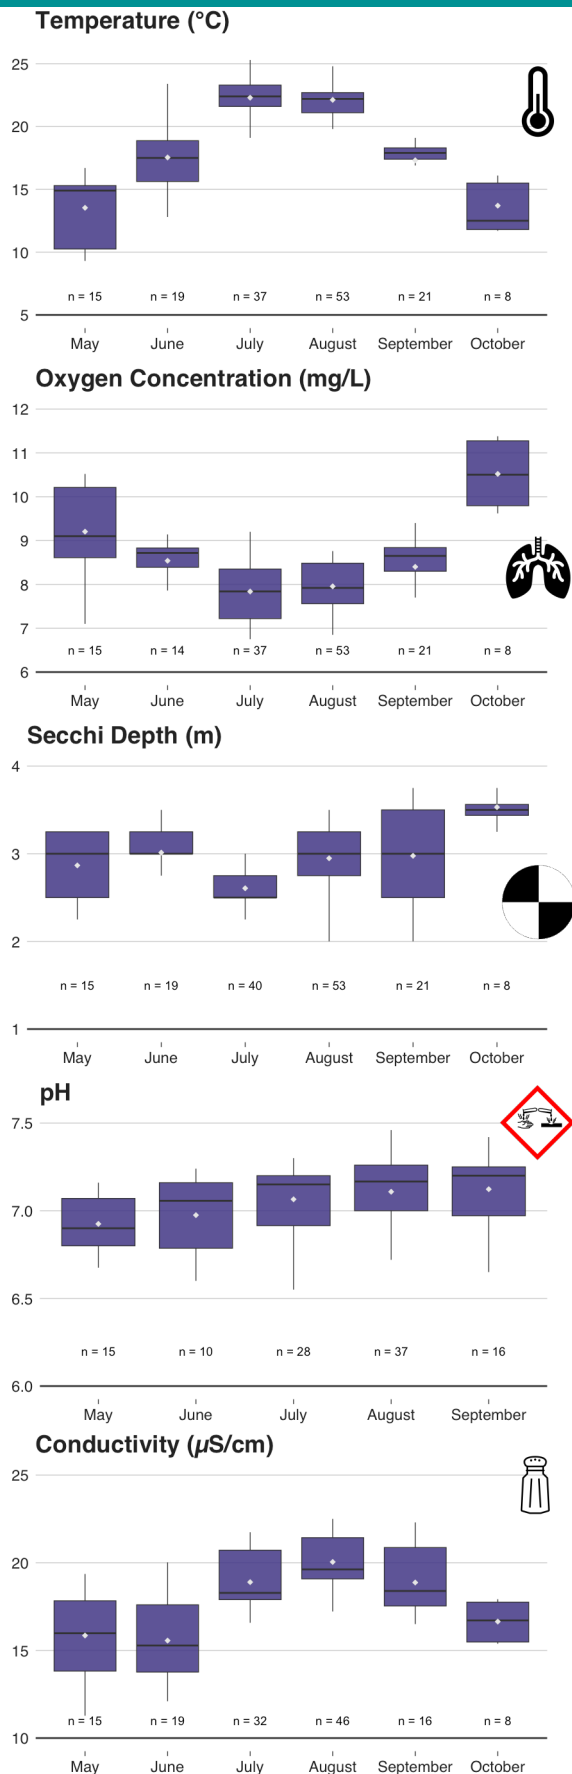 Temperature (°C)
25
20
15
10
n = 15 n = 19 n = 37 n = 53 n = 21 n = 8
5
May June July August September October
Oxygen Concentration (mg/L)
12
11
10
9
8
7
n = 15 n = 14 n = 37 n = 53 n = 21 n = 8
6
May June July August September October
Secchi Depth (m)
4
3
2
n = 15 n = 19 n = 40 n = 53 n = 21 n = 8
1
May June July August September October
pH
7.5
7.0
6.5
n = 15 n = 10 n = 28 n = 37 n = 16
6.0
May June July August September
Conductivity (µS/cm)
25
20
15
n = 15 n = 19 n = 32 n = 46 n = 16 n = 8
10
May June July August September October